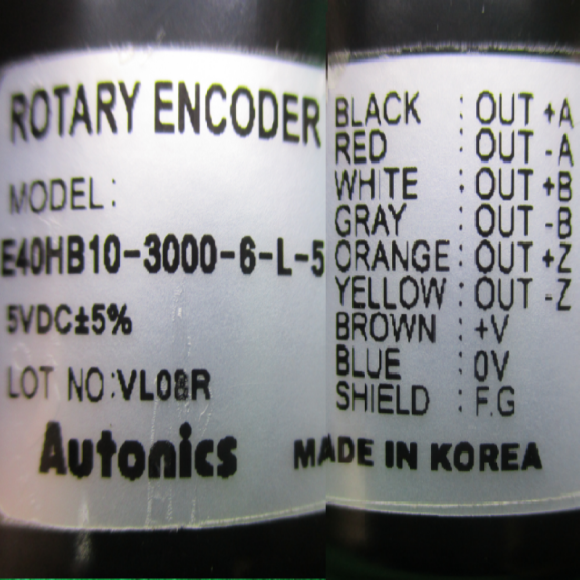 ROTARY ENCODER
MODEL:
E40HB10-3000-6-L-5
5VDC±5%
LOT NO:VL08R
Autonics
BLACK : OUT +A
RED : OUT -A
WHITE : OUT +B
GRAY : OUT -B
ORANGE : OUT +Z
YELLOW : OUT -Z
BROWN : +V
BLUE : 0V
SHIELD : F.G
MADE IN KOREA